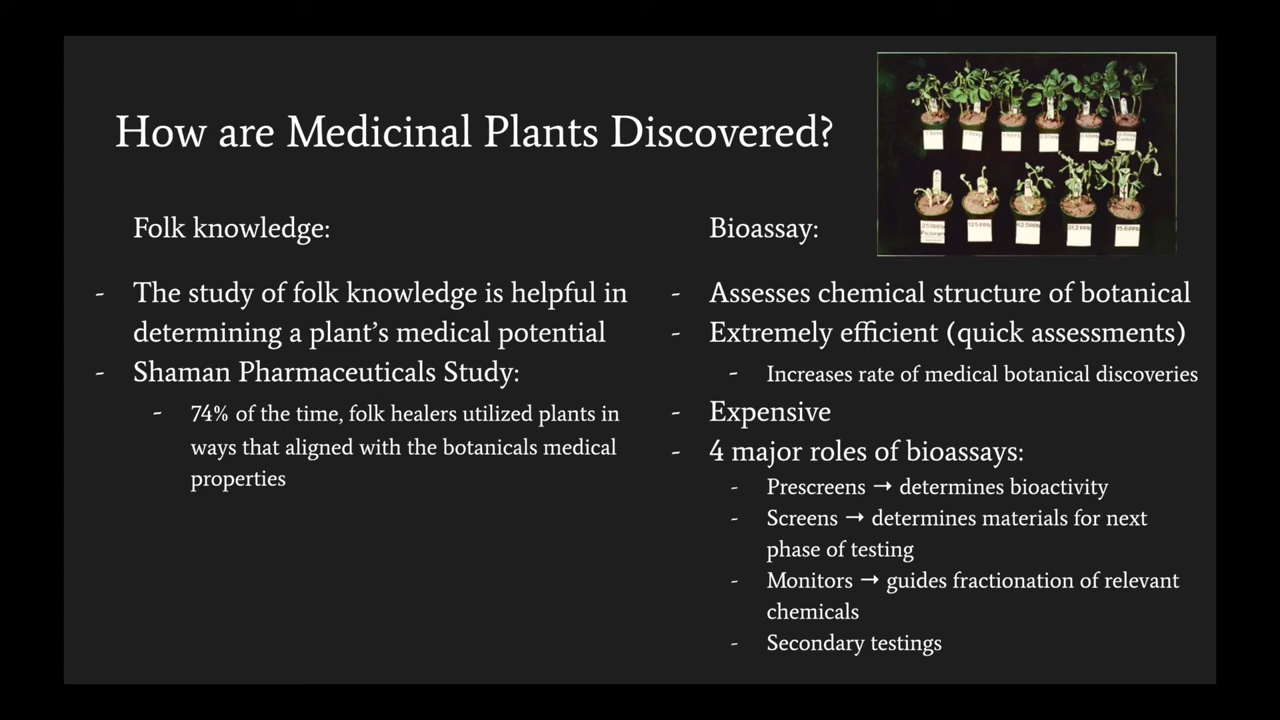 How are Medicinal Plants Discovered?
Folk knowledge:
- The study of folk knowledge is helpful in
determining a plant's medical potential
- Shaman Pharmaceuticals Study:
- 74% of the time, folk healers utilized plants in
ways that aligned with the botanicals medical
properties
Bioassay:
- Assesses chemical structure of botanical
- Extremely efficient (quick assessments)
- Increases rate of medical botanical discoveries
- Expensive
- 4 major roles of bioassays:
- Prescreens → determines bioactivity
- Screens → determines materials for next
phase of testing
- Monitors → guides fractionation of relevant
chemicals
- Secondary testings